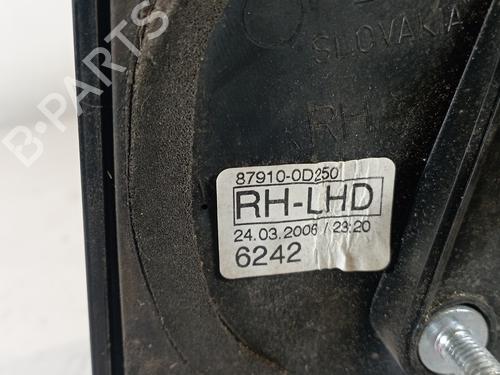 SLOVAKIA
RH
87910-0D250
RH-LHD
24.03.2006 / 23:20
6242
B-PARTS